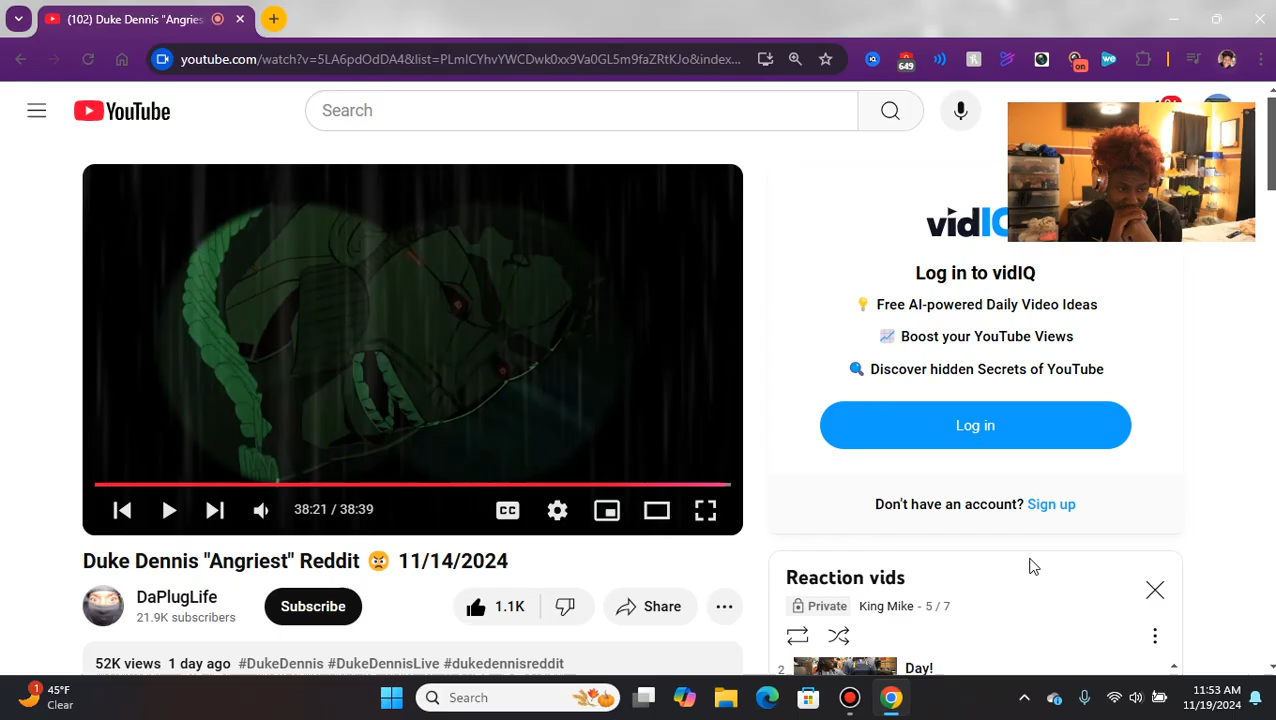 (102) Duke Dennis "Angries
youtube.com/watch?v=5LA6pdOdDA4&list=PLmICYhvYWCDwk0xx9Va0GL5m9faZRtKJo&index...
649
on
we
YouTube
Search
38:21 / 38:39
CC
Duke Dennis "Angriest" Reddit 😡 11/14/2024
DaPlugLife
21.9K subscribers
Subscribe
1.1K
Share
52K views 1 day ago #DukeDennis #DukeDennisLive #dukedennisreddit
Log in to vidIQ
💡 Free AI-powered Daily Video Ideas
📈 Boost your YouTube Views
🔍 Discover hidden Secrets of YouTube
Log in
Don't have an account? Sign up
Reaction vids
Private King Mike - 5 / 7
2 Day!
1
45°F
Clear
Search
11:53 AM
11/19/2024